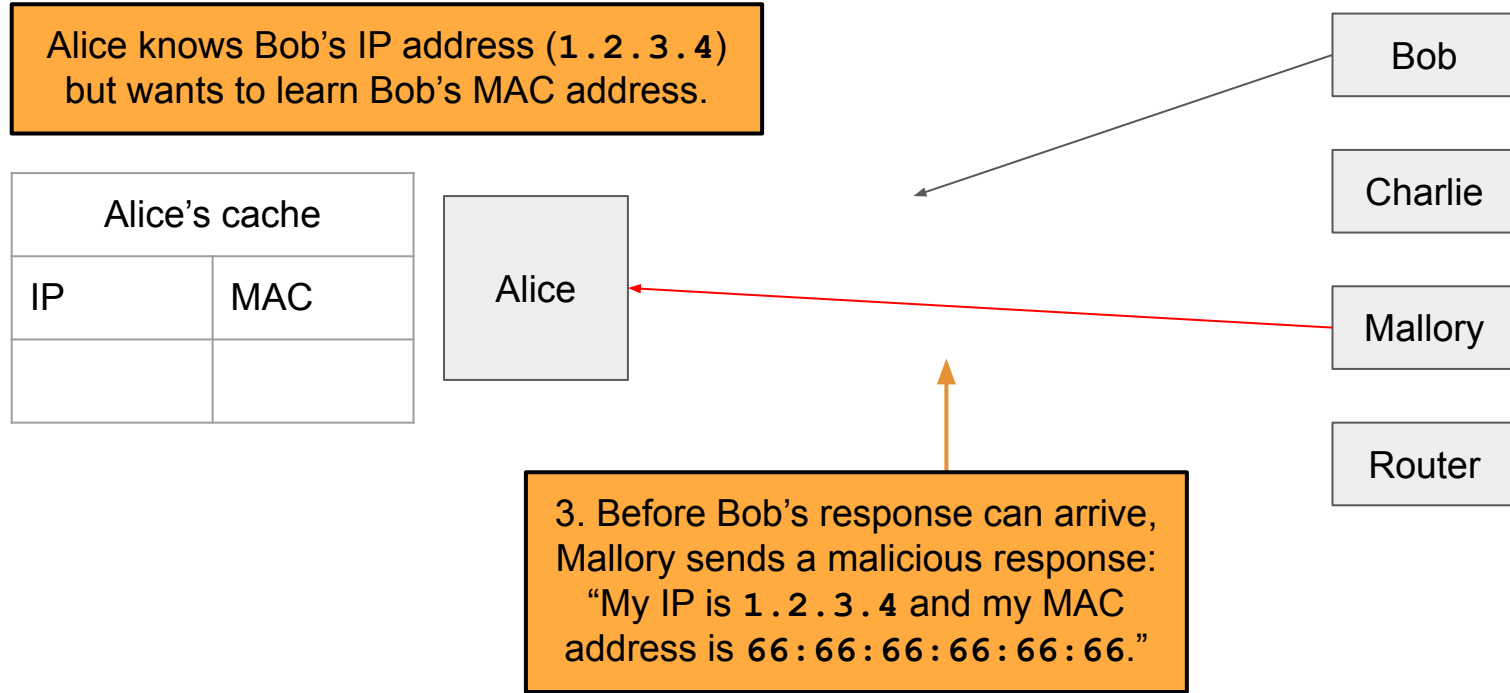 Alice knows Bob’s IP address (1.2.3.4)
but wants to learn Bob’s MAC address.
Bob
Charlie
Alice’s cache
IP
MAC
Alice
Mallory
Router
3. Before Bob’s response can arrive,
Mallory sends a malicious response:
“My IP is 1.2.3.4 and my MAC
address is 66:66:66:66:66:66.”